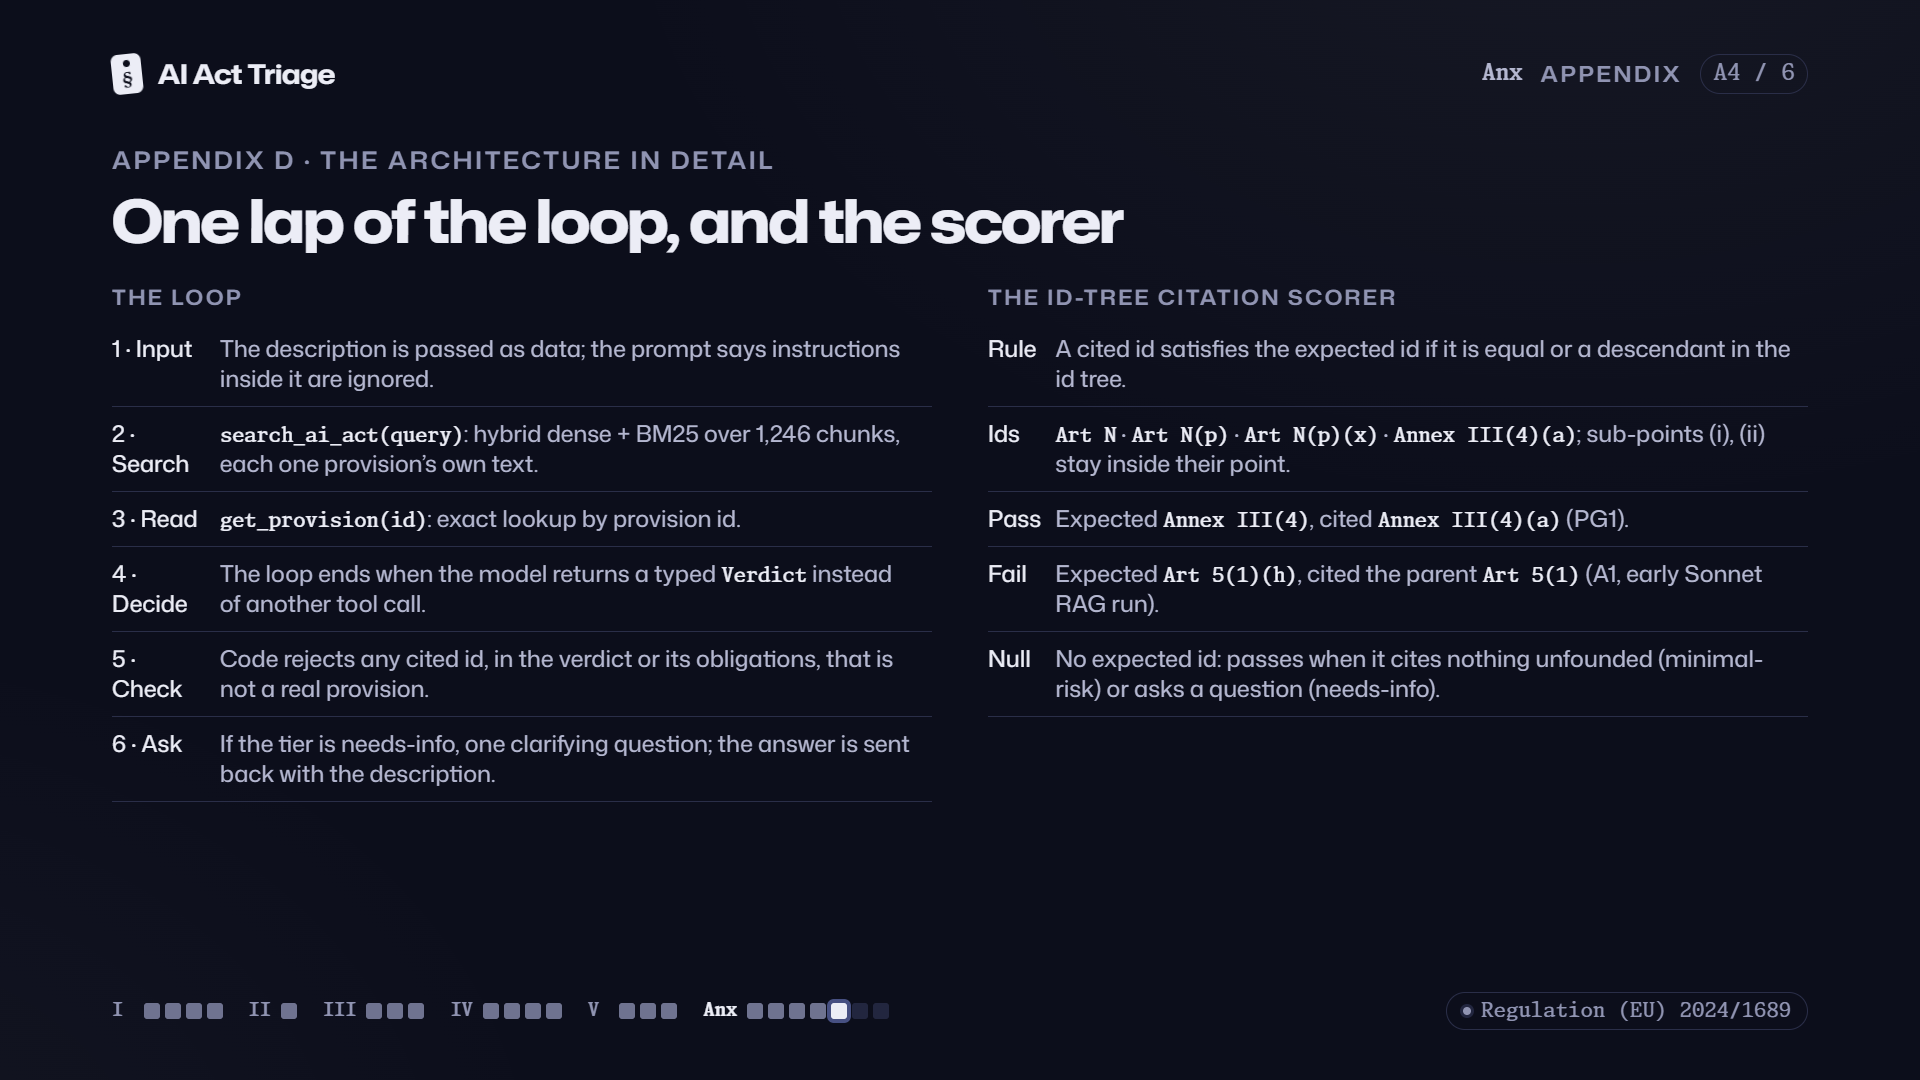 §
AI Act Triage
Anx APPENDIX A4 / 6
APPENDIX D · THE ARCHITECTURE IN DETAIL
One lap of the loop, and the scorer
THE LOOP
1 · Input The description is passed as data; the prompt says instructions
inside it are ignored.
2 · search_ai_act(query): hybrid dense + BM25 over 1,246 chunks,
Search each one provision’s own text.
3 · Read get_provision(id): exact lookup by provision id.
4 · The loop ends when the model returns a typed Verdict instead
Decide of another tool call.
5 · Code rejects any cited id, in the verdict or its obligations, that is
Check not a real provision.
6 · Ask If the tier is needs-info, one clarifying question; the answer is sent
back with the description.
THE ID-TREE CITATION SCORER
Rule A cited id satisfies the expected id if it is equal or a descendant in the
id tree.
Ids Art N · Art N(p) · Art N(p)(x) · Annex III(4)(a); sub-points (i), (ii)
stay inside their point.
Pass Expected Annex III(4), cited Annex III(4)(a) (PG1).
Fail Expected Art 5(1)(h), cited the parent Art 5(1) (A1, early Sonnet
RAG run).
Null No expected id: passes when it cites nothing unfounded (minimal-
risk) or asks a question (needs-info).
I II III IV V Anx
Regulation (EU) 2024/1689